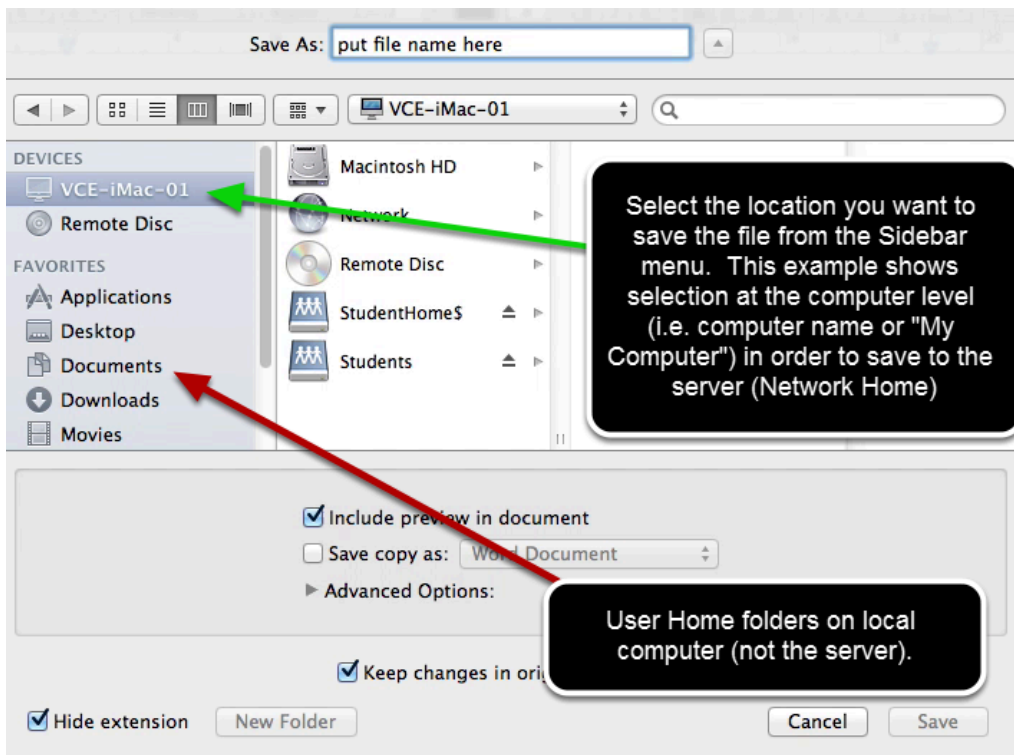 Save As: put file name here
VCE-iMac-01
DEVICES
VCE-iMac-01
Remote Disc
FAVORITES
Applications
Desktop
Documents
Downloads
Movies
Macintosh HD
Network
Remote Disc
StudentHome$
Students
Select the location you want to
save the file from the Sidebar
menu. This example shows
selection at the computer level
(i.e. computer name or "My
Computer") in order to save to the
server (Network Home)
Include preview in document
Save copy as: Word Document
Advanced Options:
User Home folders on local
computer (not the server).
Keep changes in
Hide extension New Folder Cancel Save